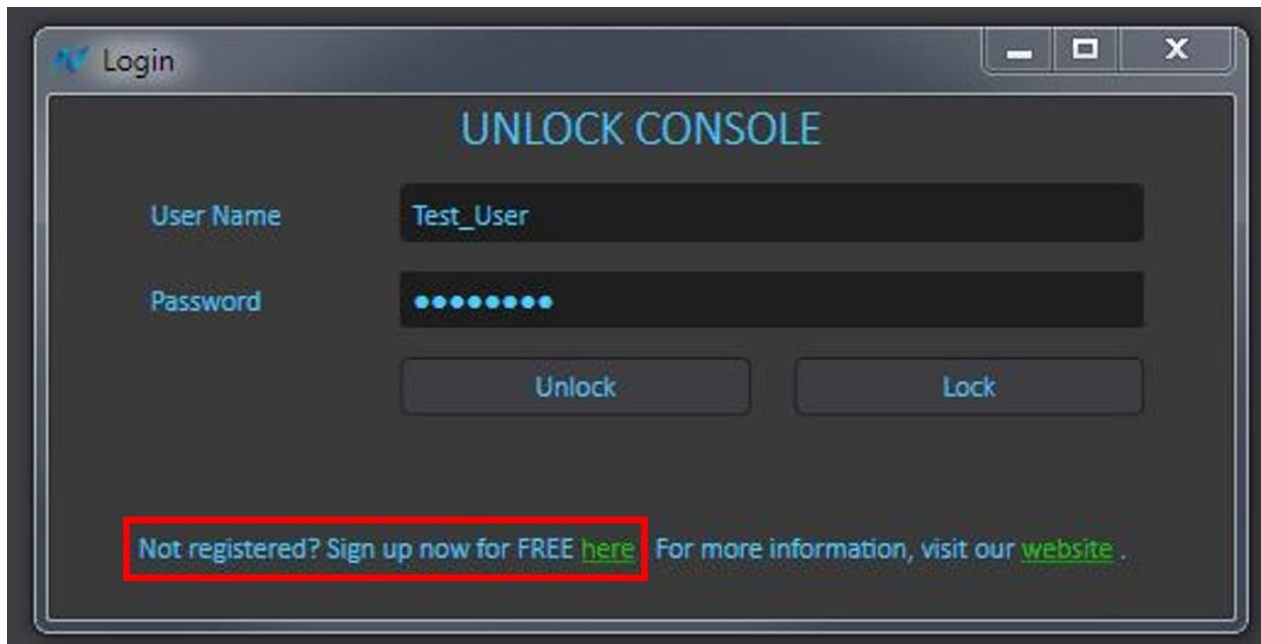 Login
UNLOCK CONSOLE
User Name Test_User
Password ●●●●●●●●
Unlock Lock
Not registered? Sign up now for FREE here For more information, visit our website .